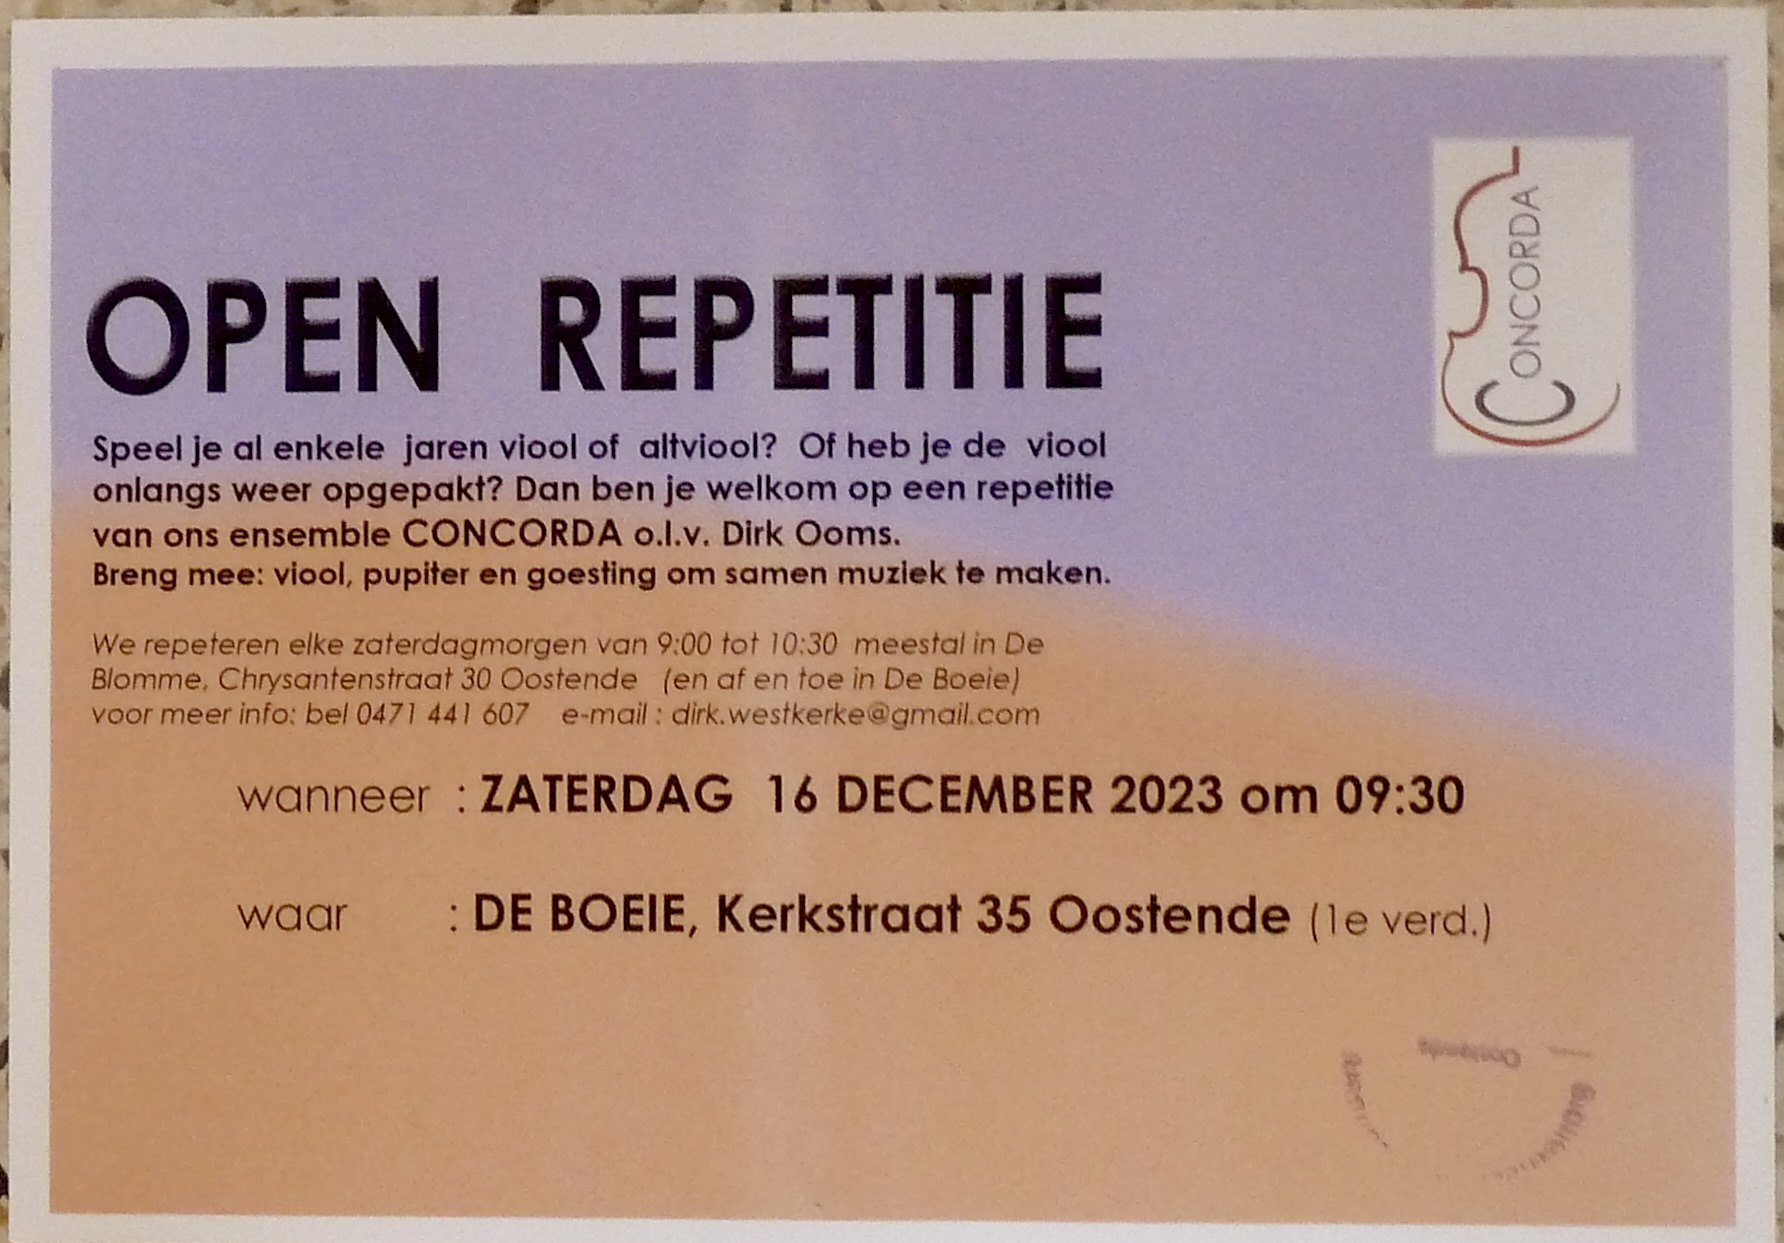 CONCORDA
OPEN REPETITIE
Speel je al enkele jaren viool of altviool? Of heb je de viool
onlangs weer opgepakt? Dan ben je welkom op een repetitie
van ons ensemble CONCORDA o.l.v. Dirk Ooms.
Breng mee: viool, pupiter en goesting om samen muziek te maken.
We repeteren elke zaterdagmorgen van 9:00 tot 10:30 meestal in De
Blomme, Chrysantenstraat 30 Oostende (en af en toe in De Boeie)
voor meer info: bel 0471 441 607 e-mail : dirk.westkerke@gmail.com
wanneer : ZATERDAG 16 DECEMBER 2023 om 09:30
waar : DE BOEIE, Kerkstraat 35 Oostende (1e verd.)
Oostende